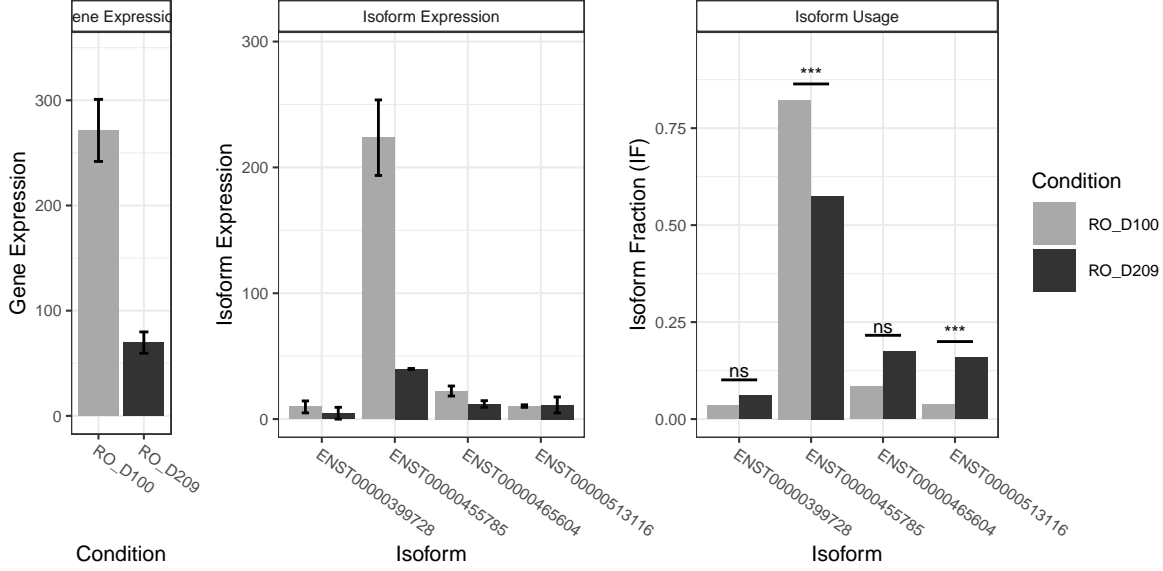 ene Expressio
Gene Expression
300
200
100
0
RO_D100
RO_D209
Condition
Isoform Expression
Isoform Expression
300
200
100
0
ENST00000399728
ENST00000455785
ENST00000465604
ENST00000513116
Isoform
Isoform Usage
Isoform Fraction (IF)
0.75
0.50
0.25
0.00
ns
***
ns
***
ENST00000399728
ENST00000455785
ENST00000465604
ENST00000513116
Isoform
Condition
RO_D100
RO_D209